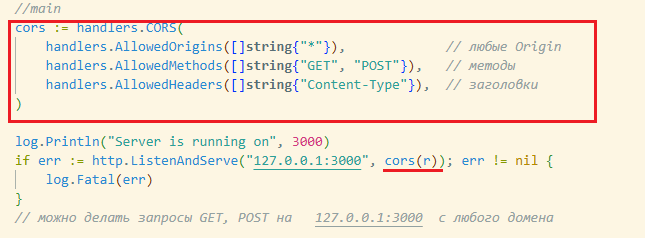 //main
cors := handlers.CORS(
handlers.AllowedOrigins([]string{"*"}), // любые Origin
handlers.AllowedMethods([]string{"GET", "POST"}), // методы
handlers.AllowedHeaders([]string{"Content-Type"}), // заголовки
)
log.Println("Server is running on", 3000)
if err := http.ListenAndServe("127.0.0.1:3000", cors(r)); err != nil {
log.Fatal(err)
}
// можно делать запросы GET, POST на 127.0.0.1:3000 с любого домена